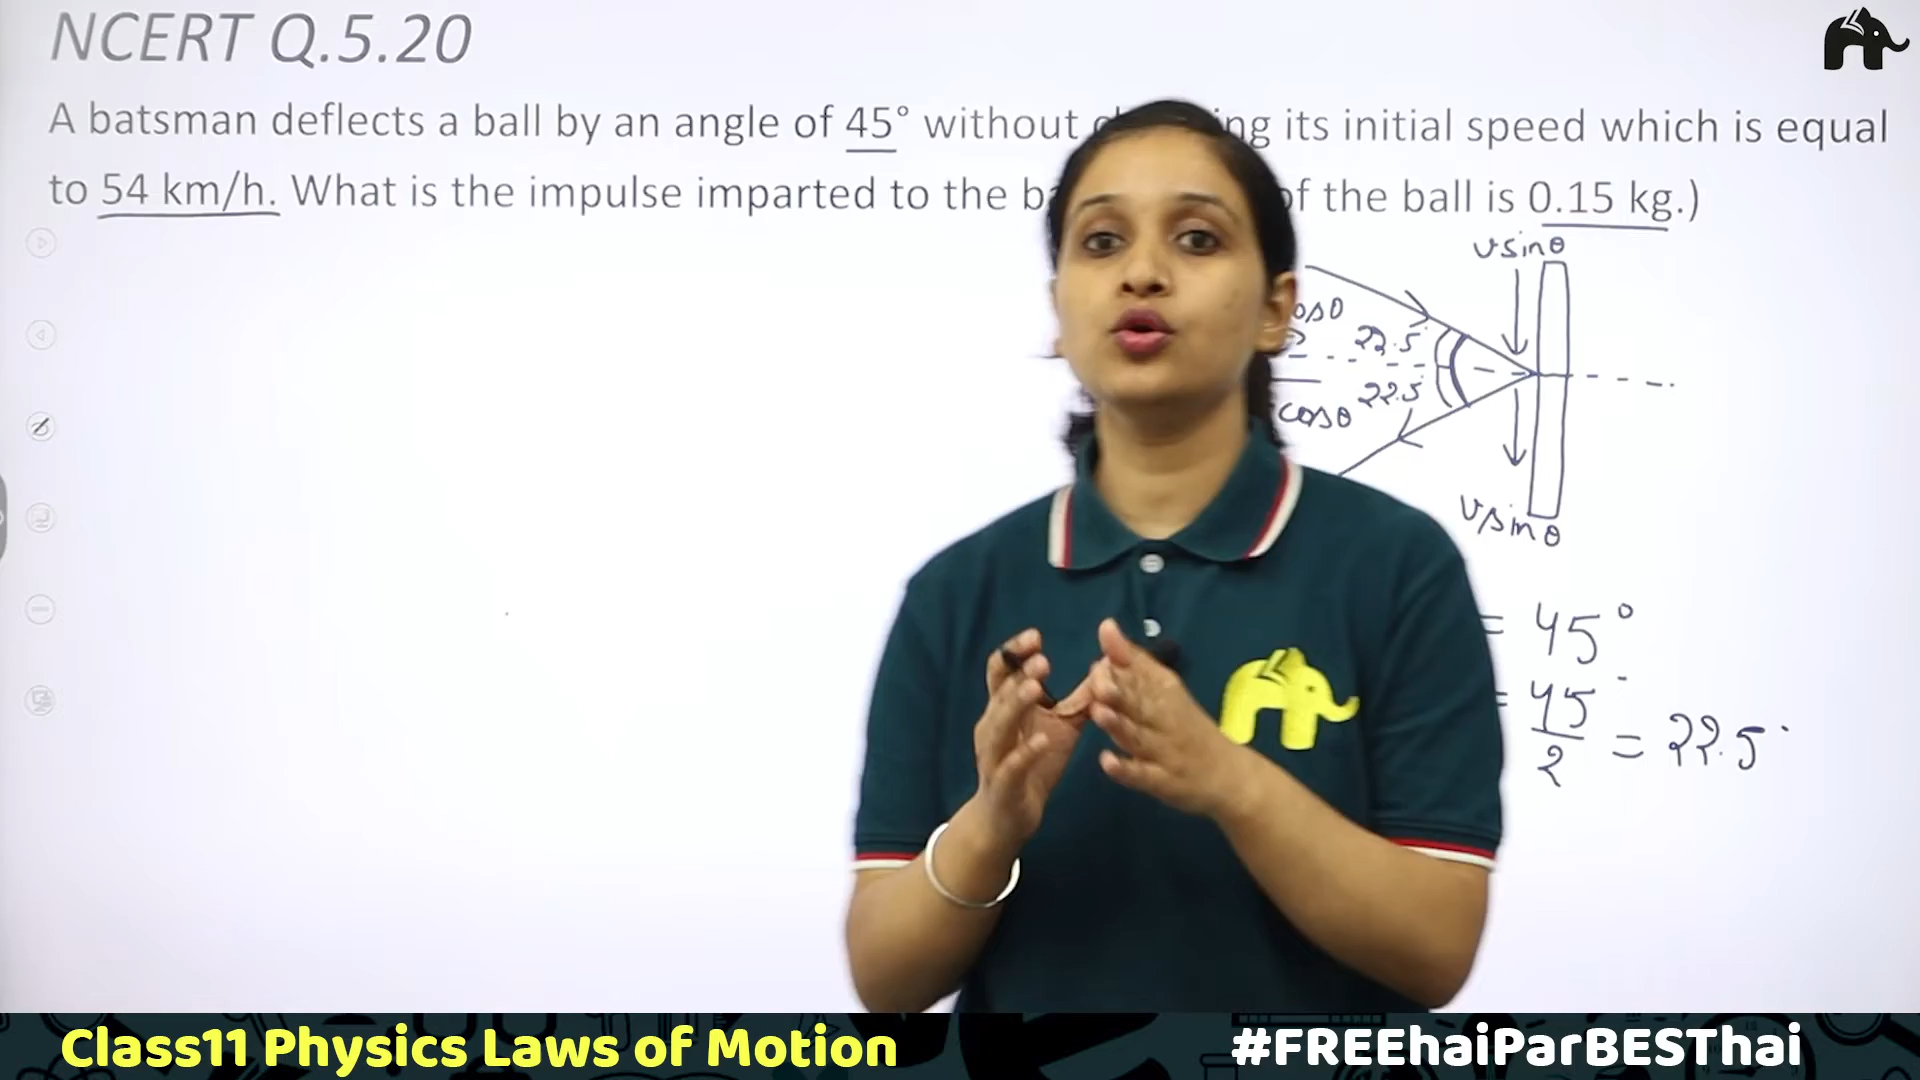 NCERT Q.5.20
A batsman deflects a ball by an angle of 45° without its initial speed which is equal
to 54 km/h. What is the impulse imparted to the of the ball is 0.15 kg.)
vsinθ
22.5
22.5
cosθ
vsinθ
= 45°
= 45/2 = 22.5°
Class11 Physics Laws of Motion
#FREEhaiParBESThai